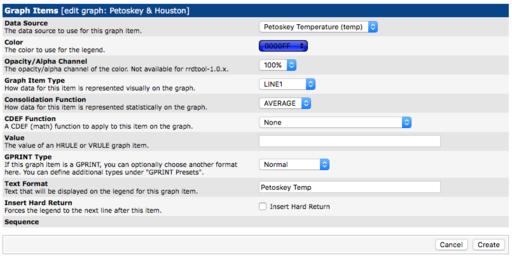 Graph Items [edit graph: Petoskey & Houston]
Data Source
The data source to use for this graph item.
Petoskey Temperature (temp)
Color
The color to use for the legend.
0000FF
Opacity/Alpha Channel
The opacity/alpha channel of the color. Not available for rrdtool-1.0.x.
100%
Graph Item Type
How data for this item is represented visually on the graph.
LINE1
Consolidation Function
How data for this item is represented statistically on the graph.
AVERAGE
CDEF Function
A CDEF (math) function to apply to this item on the graph.
None
Value
The value of an HRULE or VRULE graph item.
GPRINT Type
If this graph item is a GPRINT, you can optionally choose another format
here. You can define additional types under "GPRINT Presets".
Normal
Text Format
Text that will be displayed on the legend for this graph item.
Petoskey Temp
Insert Hard Return
Forces the legend to the next line after this item.
Insert Hard Return
Sequence
Cancel
Create